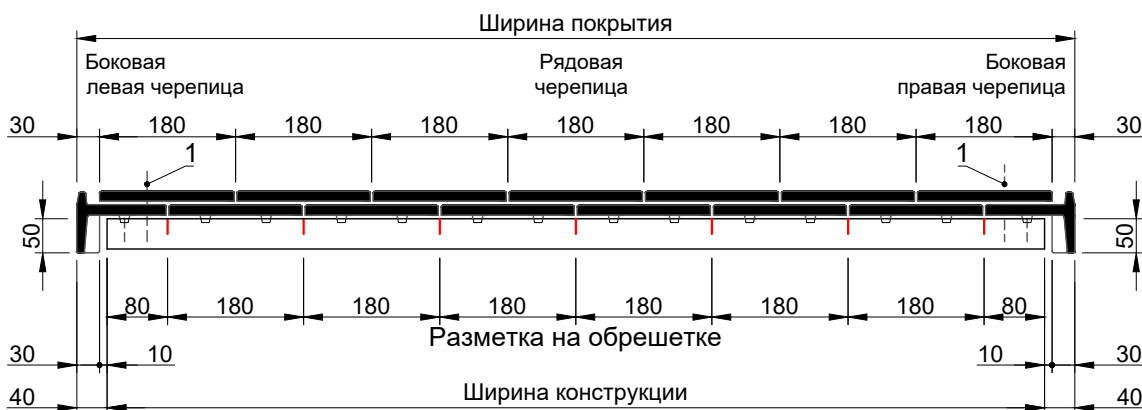 Ширина покрытия
Боковая
левая черепица
Рядовая
черепица
Боковая
правая черепица
30 180 180 180 180 180 180 180 30
1 1
50 50
80 180 180 180 180 180 180 80
Разметка на обрешетке
30 10 10 30
40 Ширина конструкции 40